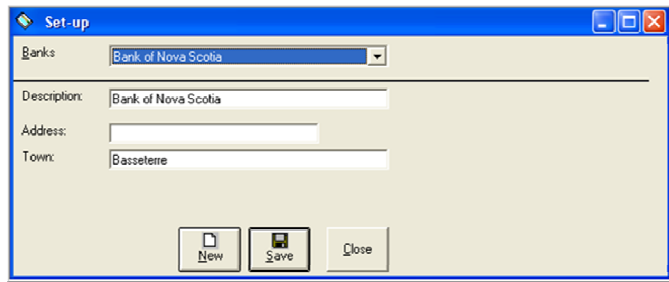 Set-up
Banks Bank of Nova Scotia
Description: Bank of Nova Scotia
Address:
Town: Basseterre
New Save Close